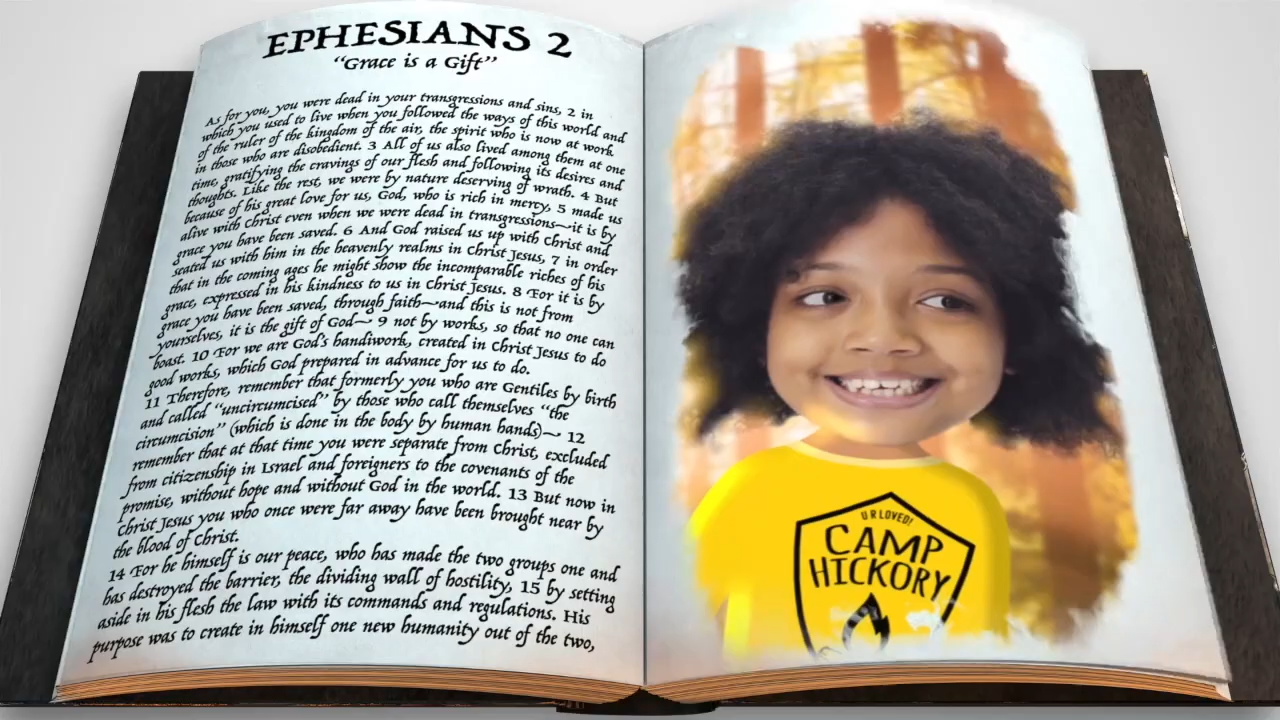 EPHESIANS 2
“Grace is a Gift”
As for you, you were dead in your transgressions and sins, 2 in
which you used to live when you followed the ways of this world and
of the ruler of the kingdom of the air, the spirit who is now at work
in those who are disobedient. 3 All of us also lived among them at one
time, gratifying the cravings of our flesh and following its desires and
thoughts. Like the rest, we were by nature deserving of wrath. 4 But
because of his great love for us, God, who is rich in mercy, 5 made us
alive with Christ even when we were dead in transgressions—it is by
grace you have been saved. 6 And God raised us up with Christ and
seated us with him in the heavenly realms in Christ Jesus, 7 in order
that in the coming ages he might show the incomparable riches of his
grace, expressed in his kindness to us in Christ Jesus. 8 For it is by
grace you have been saved, through faith—and this is not from
yourselves, it is the gift of God— 9 not by works, so that no one can
boast. 10 For we are God's handiwork, created in Christ Jesus to do
good works, which God prepared in advance for us to do.
11 Therefore, remember that formerly you who are Gentiles by birth
and called “uncircumcised” by those who call themselves “the
circumcision” (which is done in the body by human hands)— 12
remember that at that time you were separate from Christ, excluded
from citizenship in Israel and foreigners to the covenants of the
promise, without hope and without God in the world. 13 But now in
Christ Jesus you who once were far away have been brought near by
the blood of Christ.
14 For he himself is our peace, who has made the two groups one and
has destroyed the barrier, the dividing wall of hostility, 15 by setting
aside in his flesh the law with its commands and regulations. His
purpose was to create in himself one new humanity out of the two,
U R LOVED!
CAMP
HICKORY